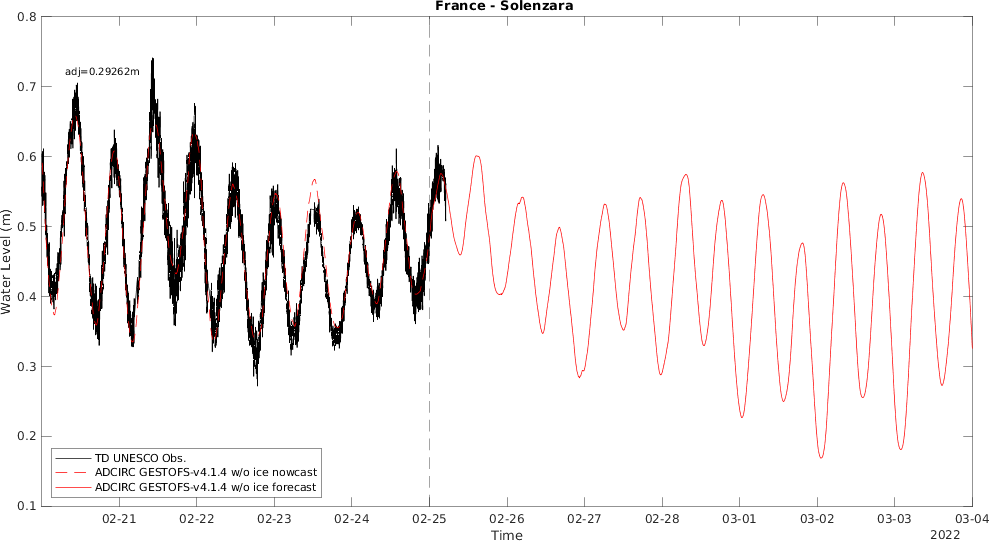 France - Solenzara
adj=0.29262m
0.8
0.7
0.6
0.5
0.4
0.3
0.2
0.1
Water Level (m)
TD UNESCO Obs.
ADCIRC GESTOFS-v4.1.4 w/o ice nowcast
ADCIRC GESTOFS-v4.1.4 w/o ice forecast
02-21 02-22 02-23 02-24 02-25 02-26 02-27 02-28 03-01 03-02 03-03 03-04
Time
2022